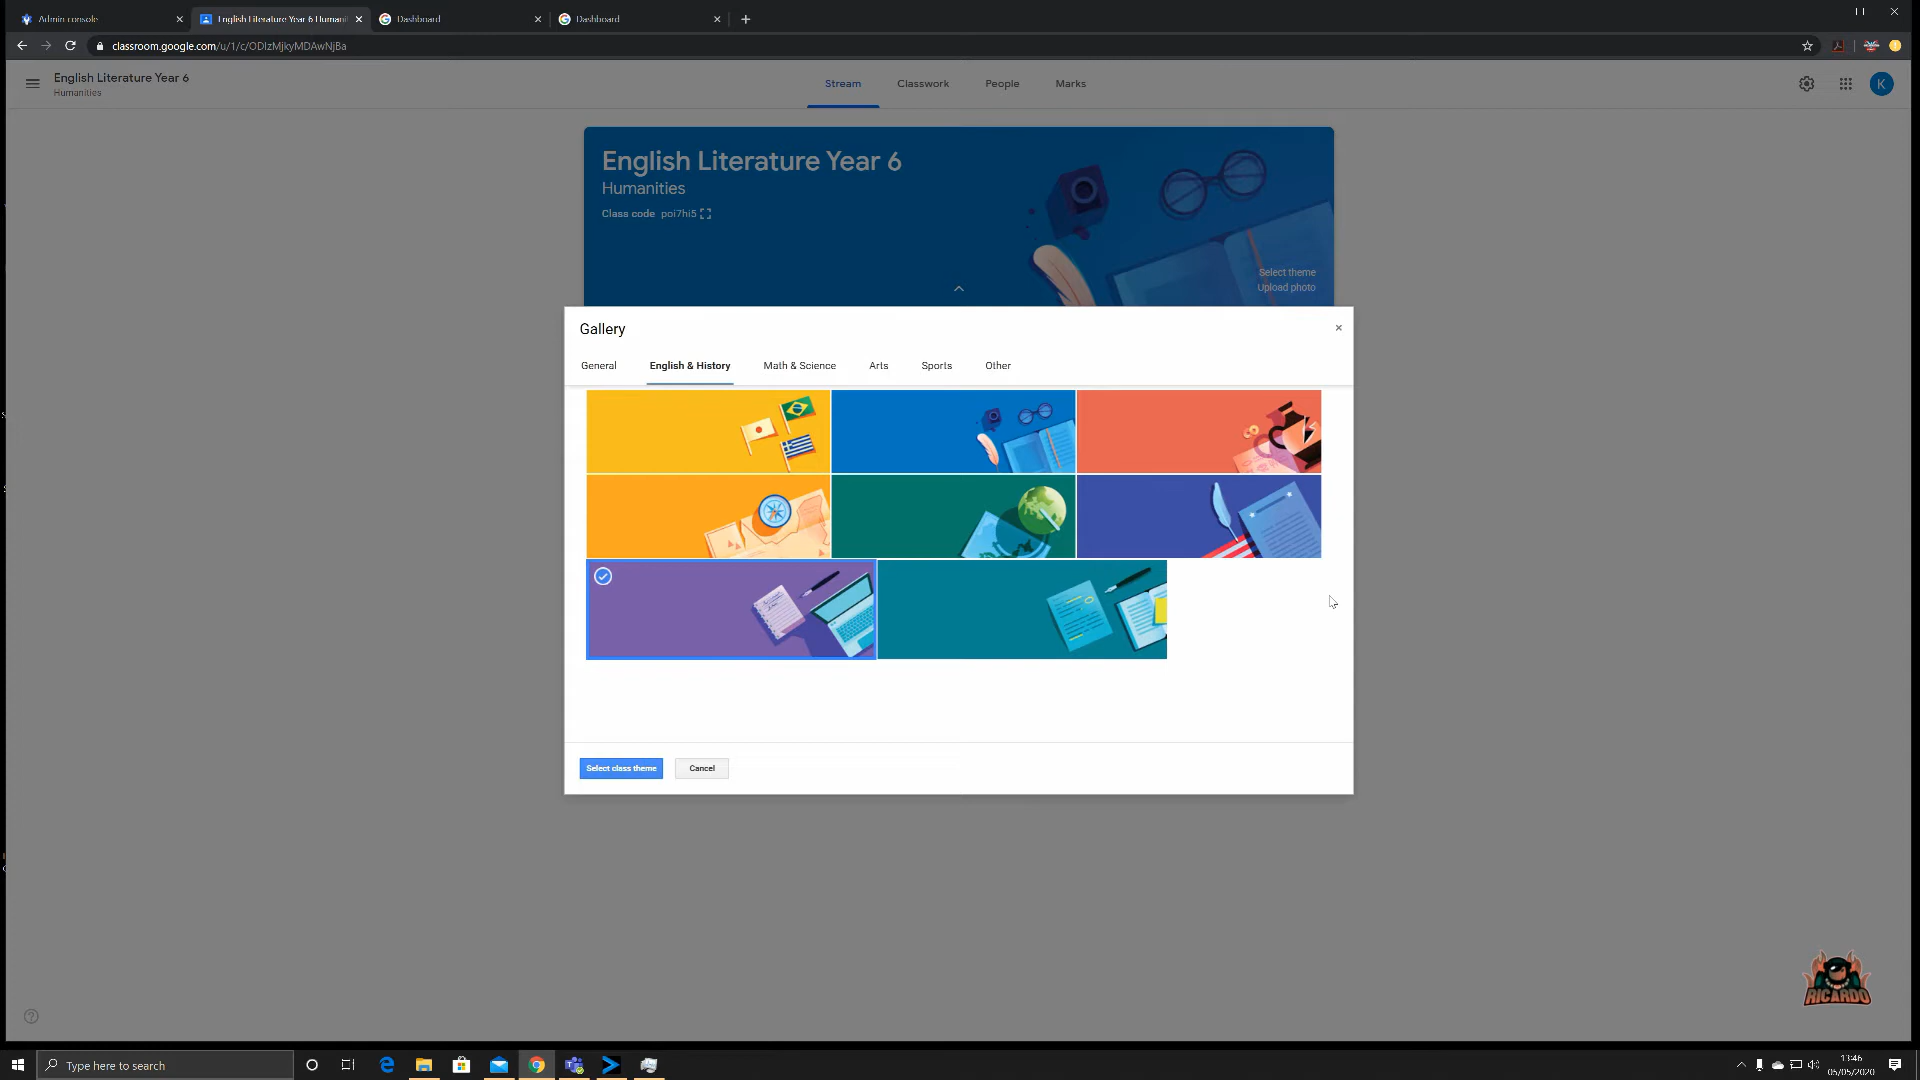 Admin console
English Literature Year 6 Humani
Dashboard
Dashboard
classroom.google.com/u/1/c/ODIzMjkyMDAwNjBa
English Literature Year 6
Humanities
Stream
Classwork
People
Marks
K
English Literature Year 6
Humanities
Class code poi7hi5
Select theme
Upload photo
Gallery
General
English & History
Math & Science
Arts
Sports
Other
Select class theme
Cancel
RICARDO
Type here to search
13:46
05/05/2020